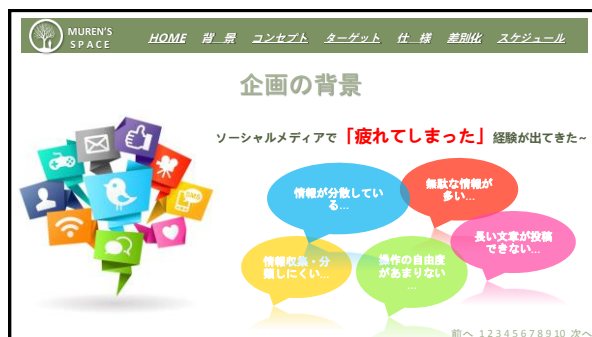 MUREN'S
SPACE
HOME 背 景 コンセプト ターゲット 仕 様 差別化 スケジュール
企画の背景
ソーシャルメディアで「疲れてしまった」経験が出てきた~
情報が分散してい
る...
無駄な情報が
多い...
長い文章が投稿
できない...
情報収集・分
類しにくい...
操作の自由度
があまりない
...
SMS
前へ 1 2 3 4 5 6 7 8 9 10 次へ